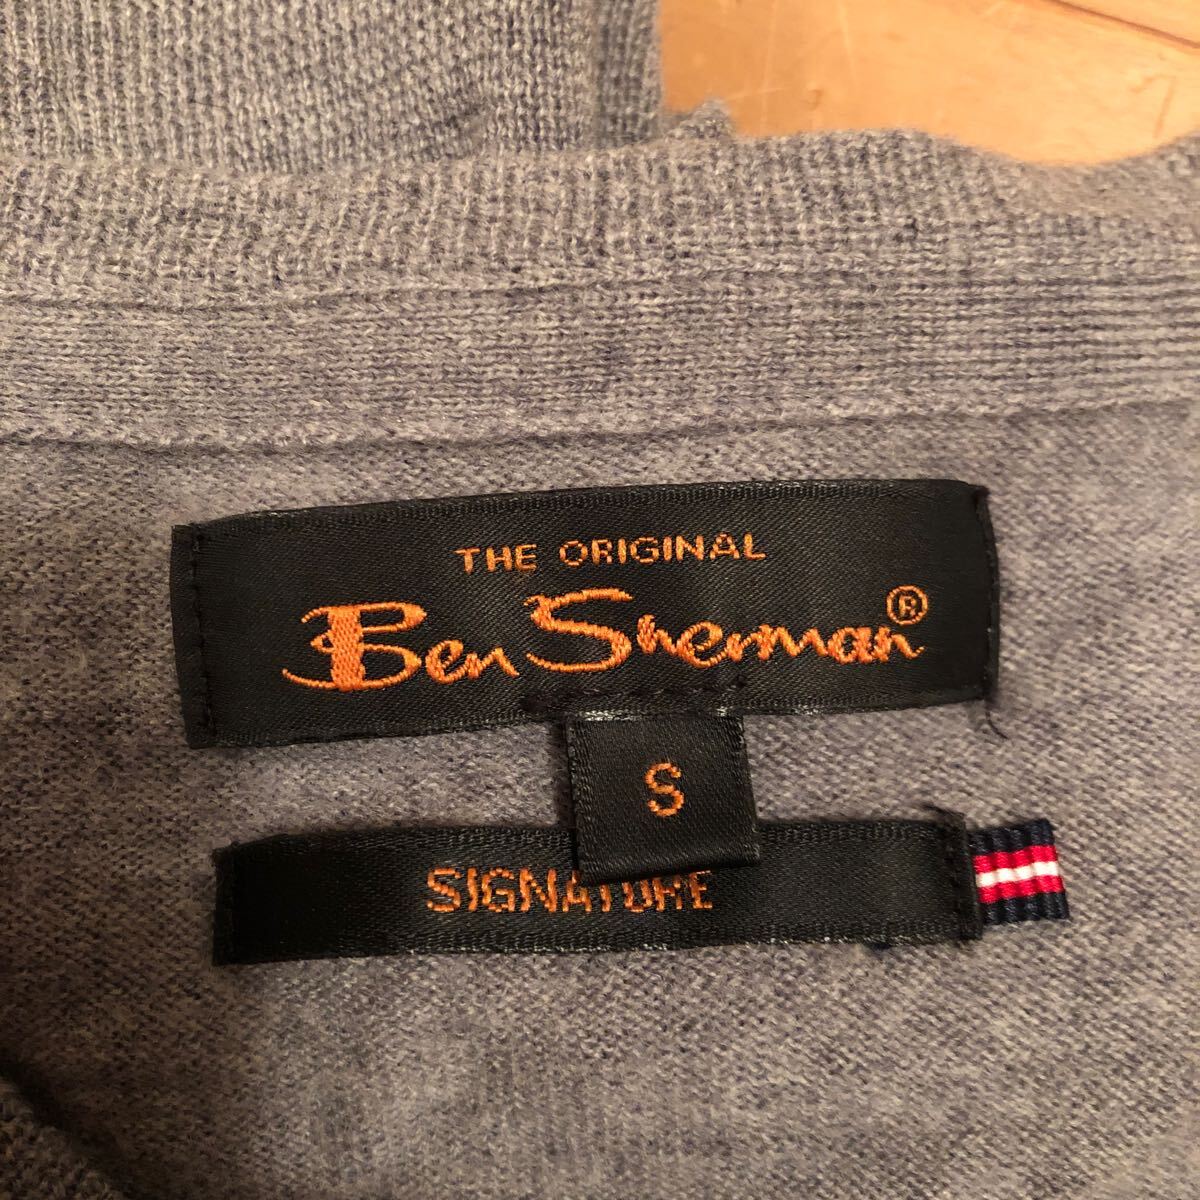 THE ORIGINAL
Ben Sherman®
S
SIGNATURE